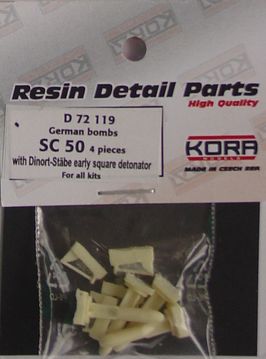 Resin Detail Parts
High Quality
D 72 119
German bombs
SC 50 4 pieces
with Dinort-Stäbe early square detonator
For all kits
KORA
MODELS
MADE IN CZECH REP.